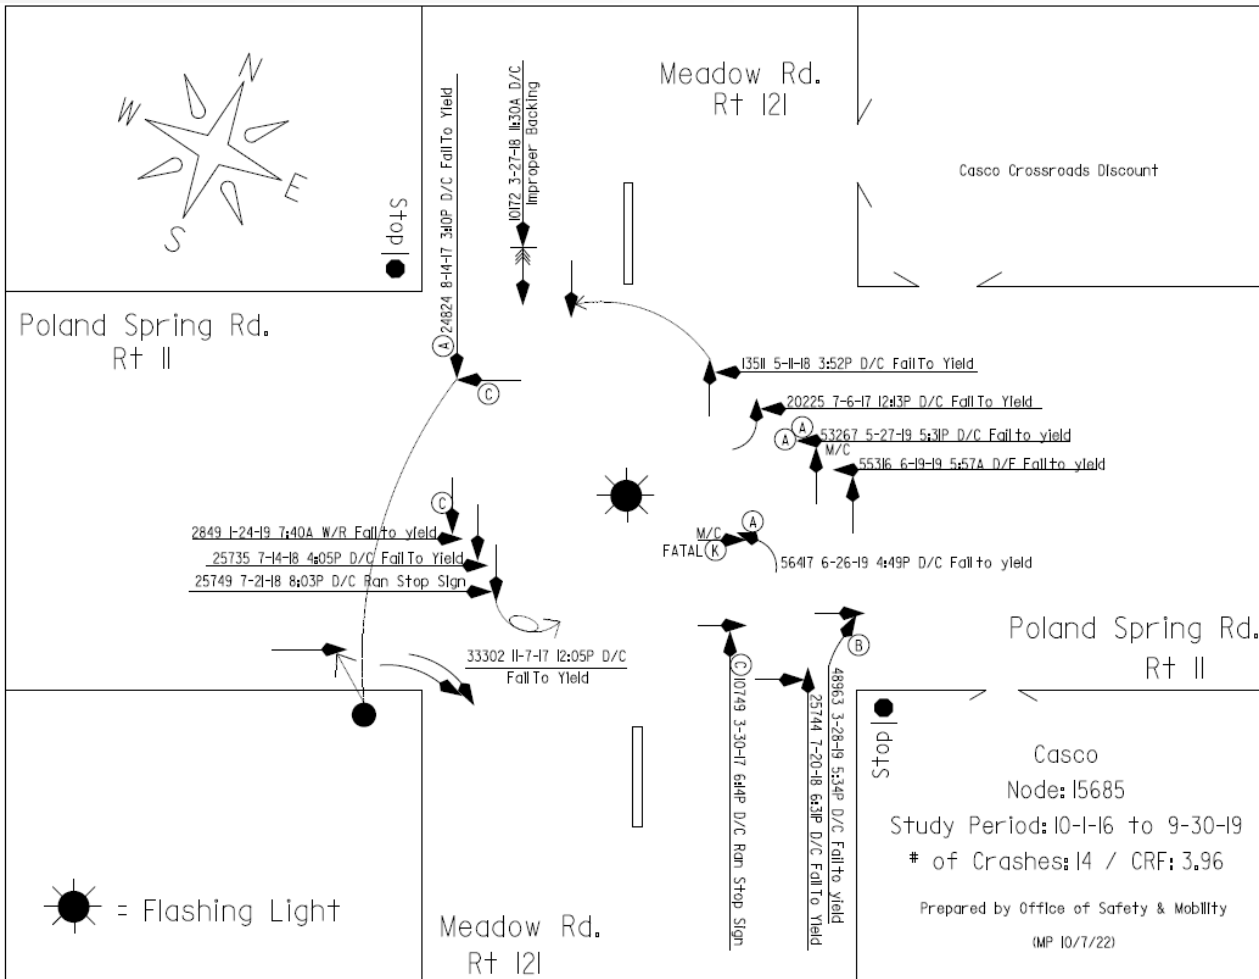 N
W
E
S
Stop
24824 8-14-17 3:10P D/C Fail To Yield
A
C
10172 3-27-18 11:30A D/C
Improper Backing
Meadow Rd.
Rt 121
Casco Crossroads Discount
Poland Spring Rd.
Rt 11
13511 5-11-18 3:52P D/C Fail To Yield
20225 7-6-17 12:13P D/C Fail To Yield
A
A
53267 5-27-19 5:31P D/C Fail to yield
M/C
55316 6-19-19 5:57A D/F Fail to yield
C
2849 1-24-19 7:40A W/R Fail to yield
25735 7-14-18 4:05P D/C Fail To Yield
25749 7-21-18 8:03P D/C Ran Stop Sign
A
M/C
FATAL K
56417 6-26-19 4:49P D/C Fail to yield
33302 11-7-17 12:05P D/C
Fail To Yield
C
10749 3-30-17 6:14P D/C Ran Stop Sign
25744 7-20-18 6:31P D/C Fail To Yield
B
48963 3-28-19 5:34P D/C Fail to yield
Poland Spring Rd.
Rt 11
Stop
Casco
Node: 15685
Study Period: 10-1-16 to 9-30-19
# of Crashes: 14 / CRF: 3.96
Prepared by Office of Safety & Mobility
(MP 10/7/22)
= Flashing Light
Meadow Rd.
Rt 121